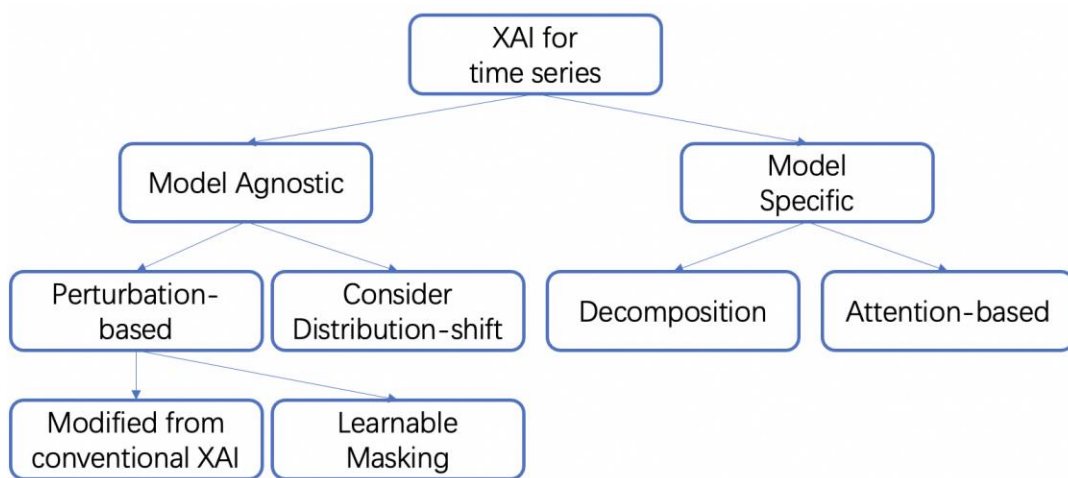 XAI for
time series
Model Agnostic
Model
Specific
Perturbation-
based
Consider
Distribution-shift
Decomposition
Attention-based
Modified from
conventional XAI
Learnable
Masking